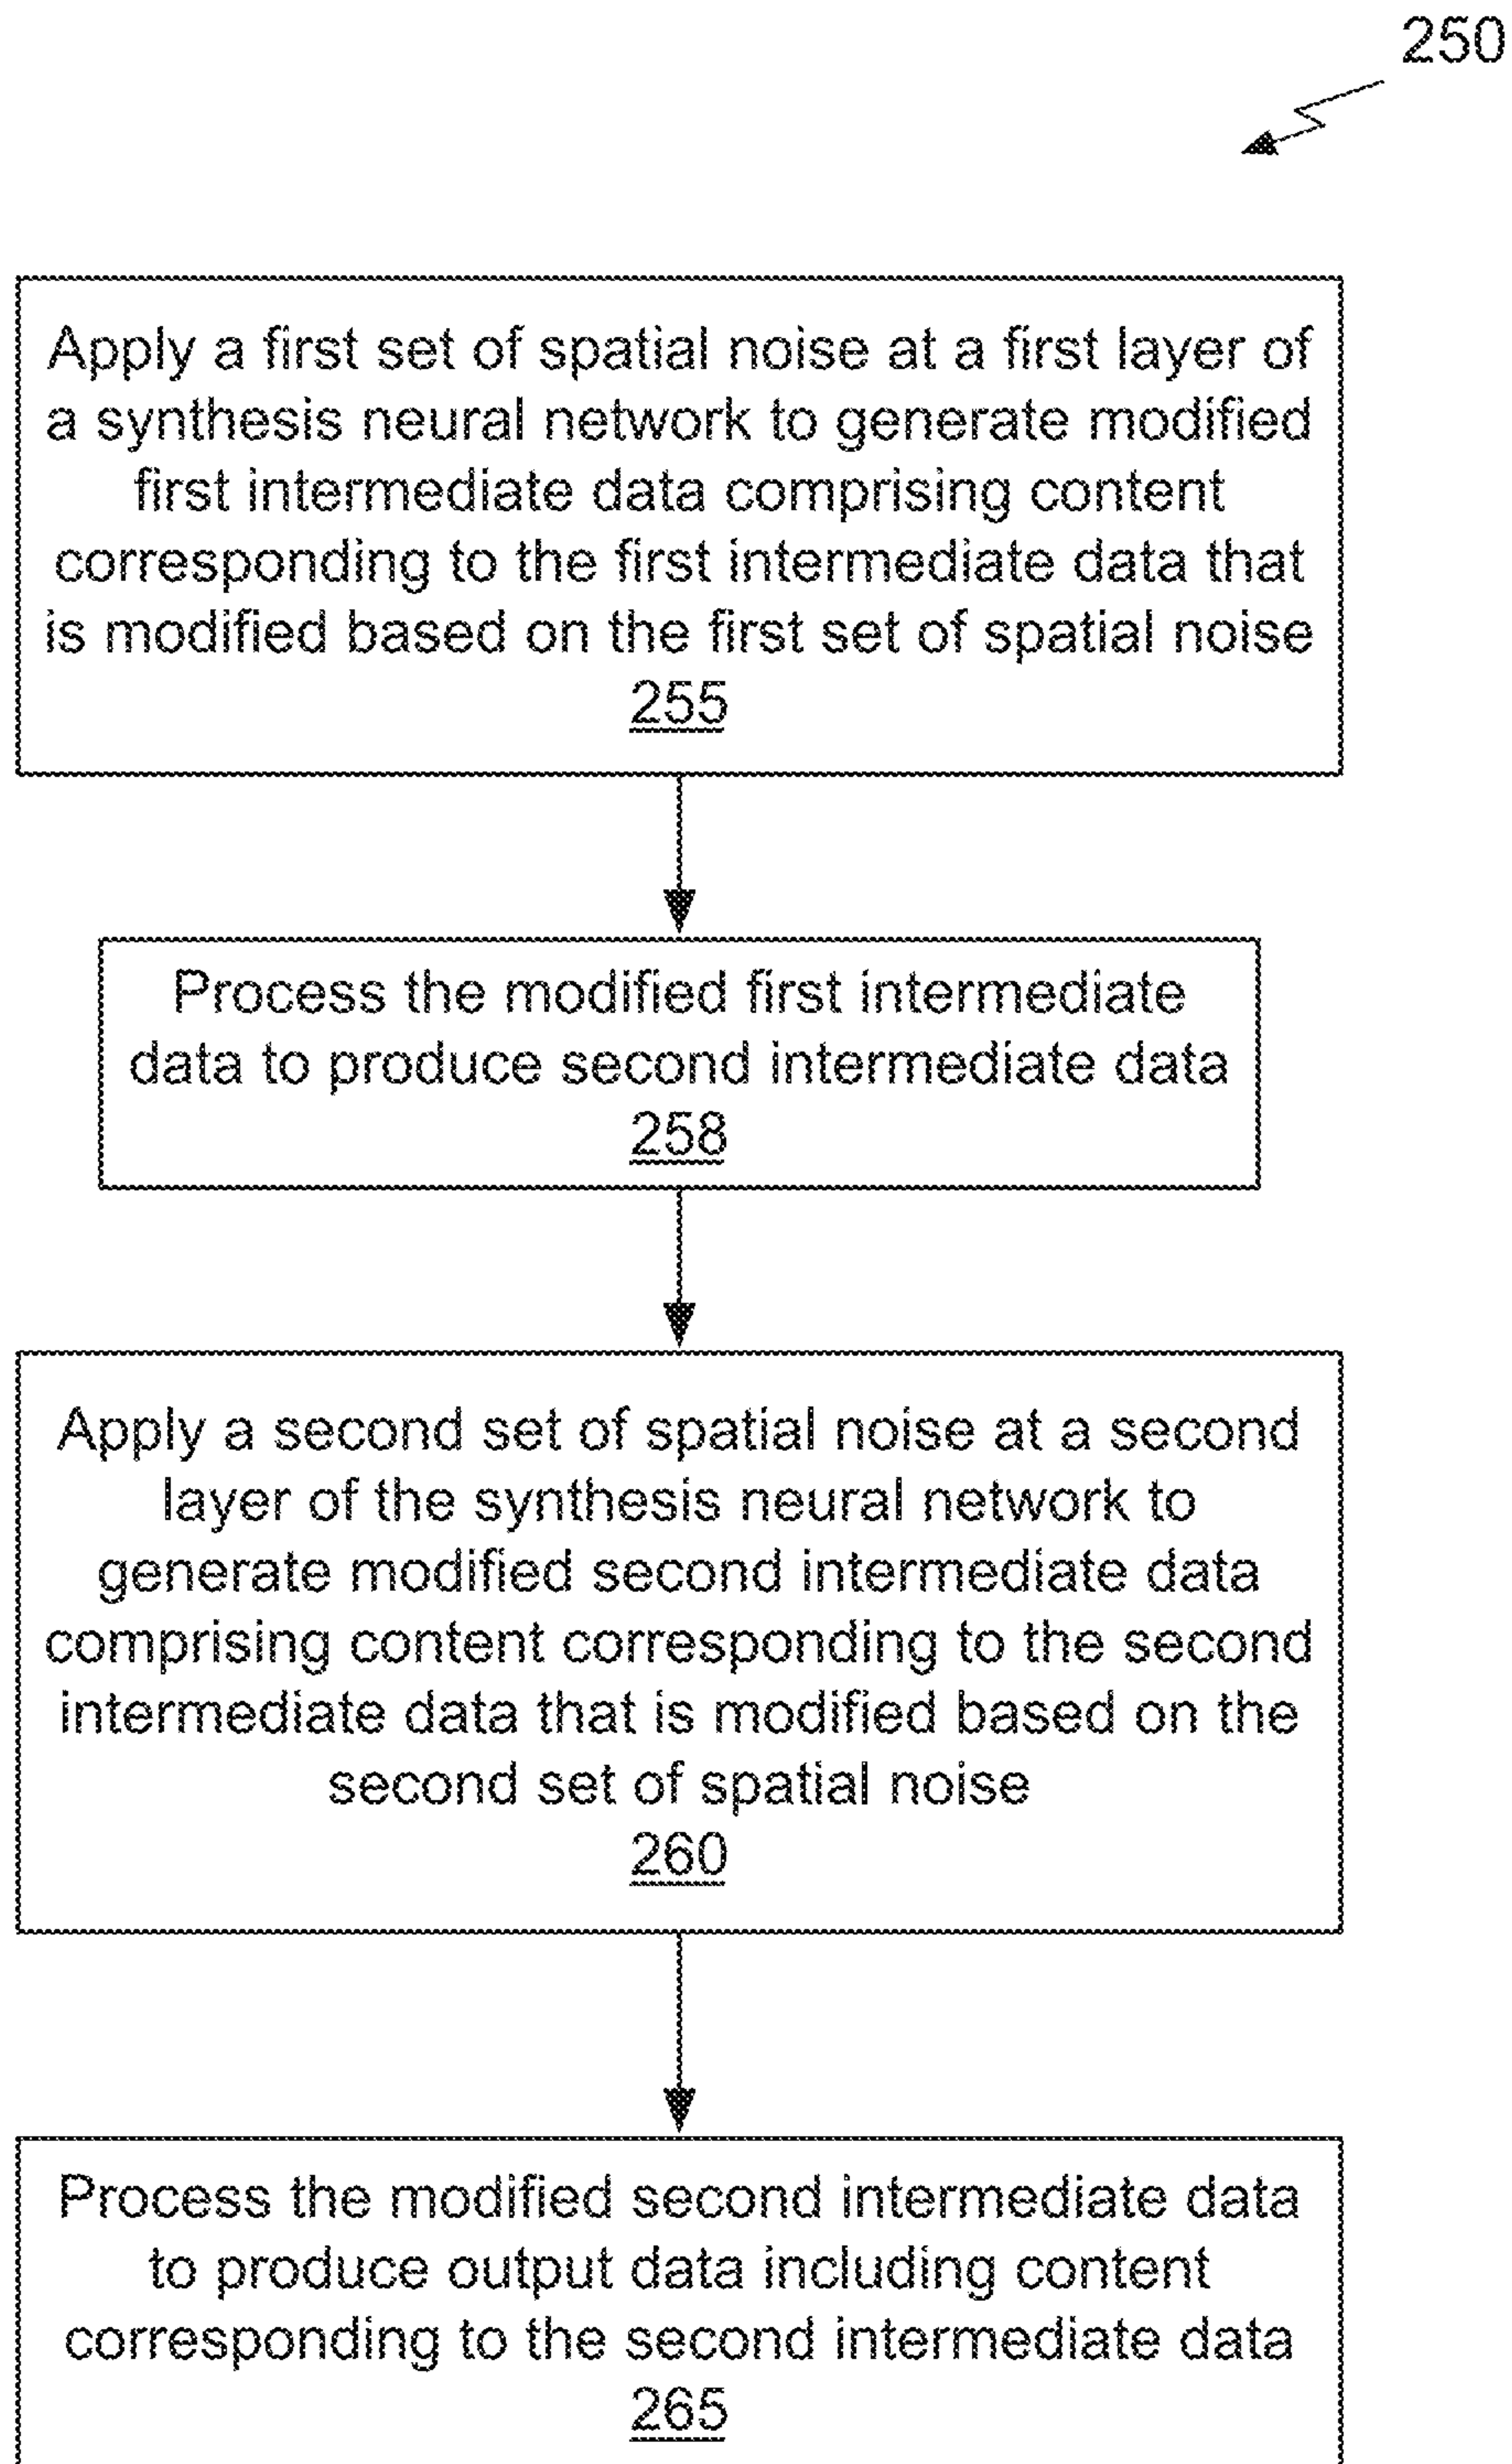 250
Apply a first set of spatial noise at a first layer of
a synthesis neural network to generate modified
first intermediate data comprising content
corresponding to the first intermediate data that
is modified based on the first set of spatial noise
255
Process the modified first intermediate
data to produce second intermediate data
258
Apply a second set of spatial noise at a second
layer of the synthesis neural network to
generate modified second intermediate data
comprising content corresponding to the second
intermediate data that is modified based on the
second set of spatial noise
260
Process the modified second intermediate data
to produce output data including content
corresponding to the second intermediate data
265